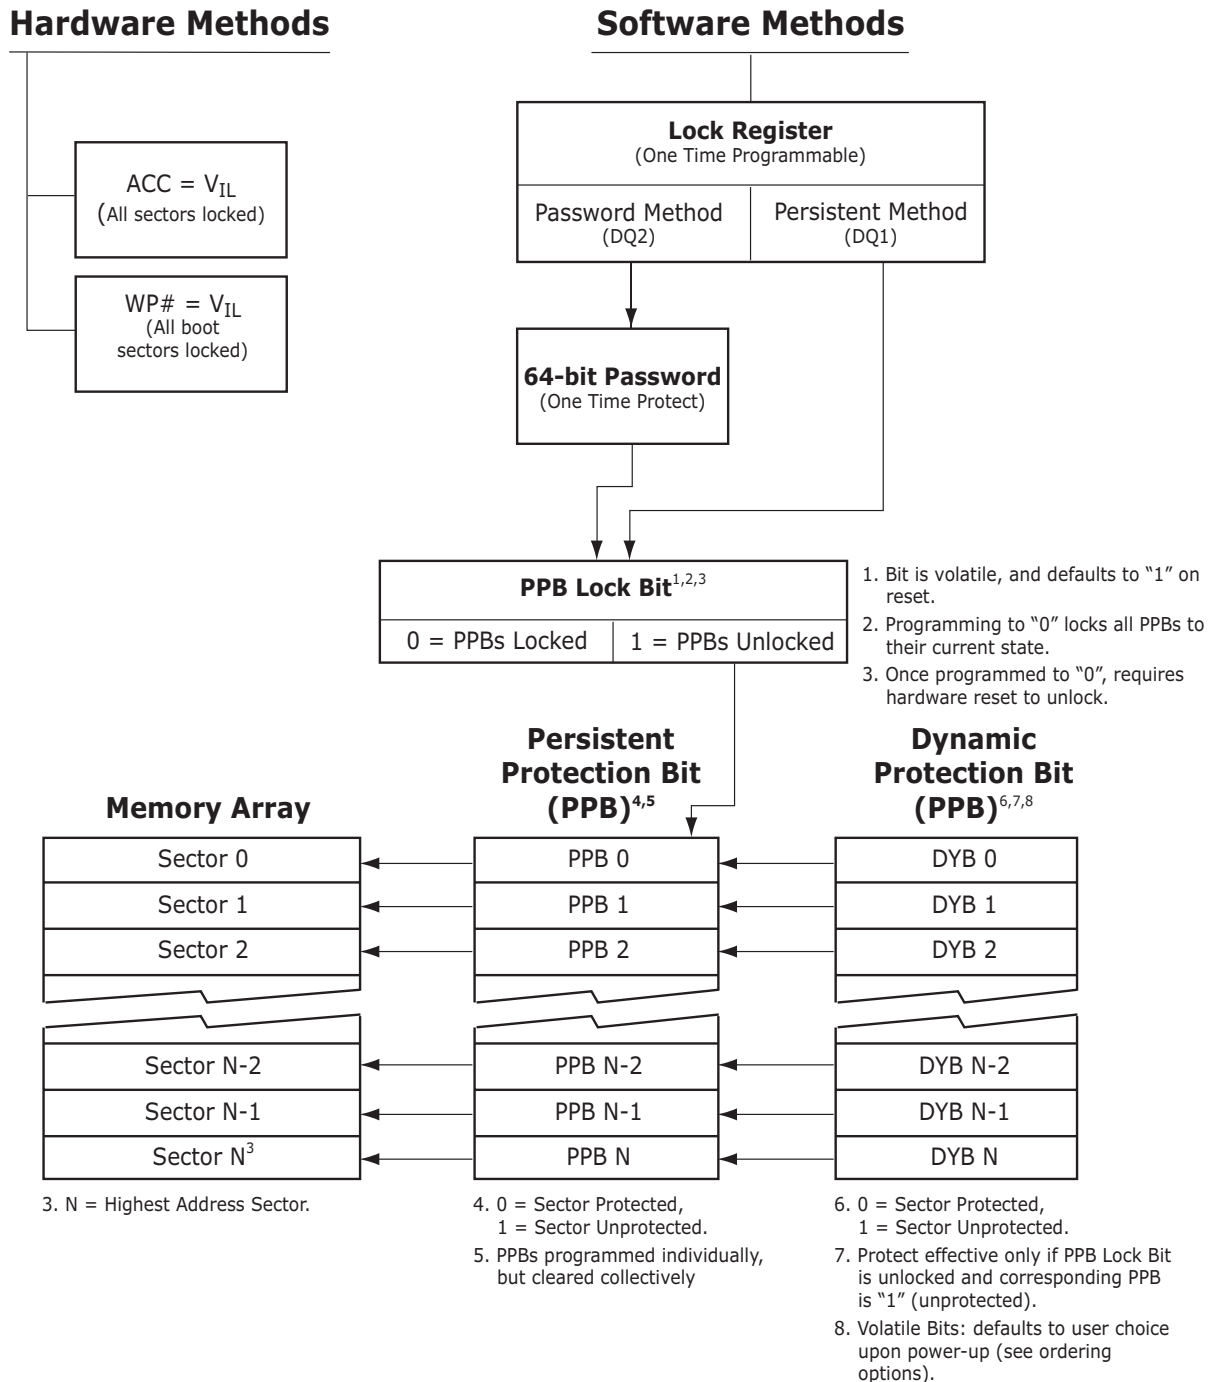 Hardware Methods
Software Methods
ACC = VIL
(All sectors locked)
WP# = VIL
(All boot
sectors locked)
Lock Register
(One Time Programmable)
Password Method
(DQ2)
Persistent Method
(DQ1)
64-bit Password
(One Time Protect)
PPB Lock Bit1,2,3
0 = PPBs Locked
1 = PPBs Unlocked
1. Bit is volatile, and defaults to “1” on
reset.
2. Programming to “0” locks all PPBs to
their current state.
3. Once programmed to “0”, requires
hardware reset to unlock.
Memory Array
Persistent
Protection Bit
(PPB)4,5
Dynamic
Protection Bit
(PPB)6,7,8
Sector 0
PPB 0
DYB 0
Sector 1
PPB 1
DYB 1
Sector 2
PPB 2
DYB 2
Sector N-2
PPB N-2
DYB N-2
Sector N-1
PPB N-1
DYB N-1
Sector N3
PPB N
DYB N
3. N = Highest Address Sector.
4. 0 = Sector Protected,
1 = Sector Unprotected.
5. PPBs programmed individually,
but cleared collectively
6. 0 = Sector Protected,
1 = Sector Unprotected.
7. Protect effective only if PPB Lock Bit
is unlocked and corresponding PPB
is “1” (unprotected).
8. Volatile Bits: defaults to user choice
upon power-up (see ordering
options).